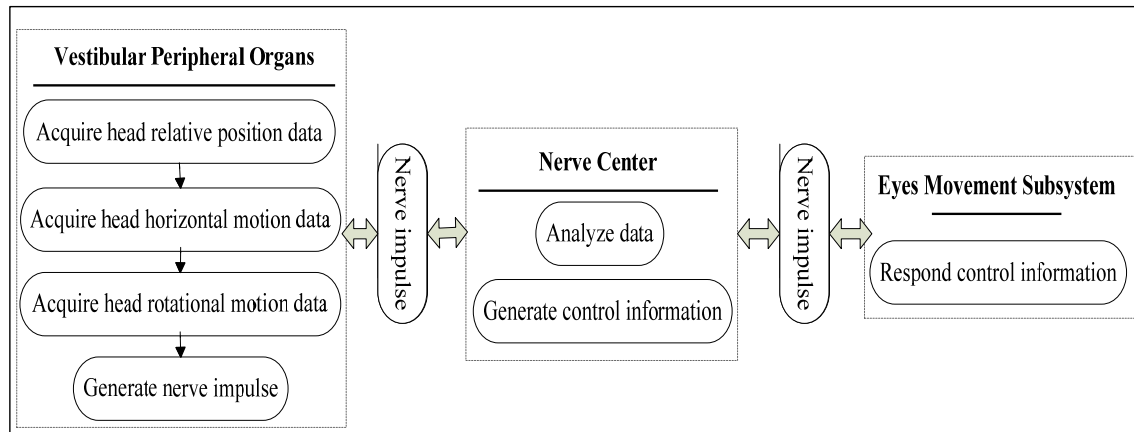 Vestibular Peripheral Organs
Acquire head relative position data
Acquire head horizontal motion data
Acquire head rotational motion data
Generate nerve impulse
Nerve impulse
Nerve Center
Analyze data
Generate control information
Nerve impulse
Eyes Movement Subsystem
Respond control information